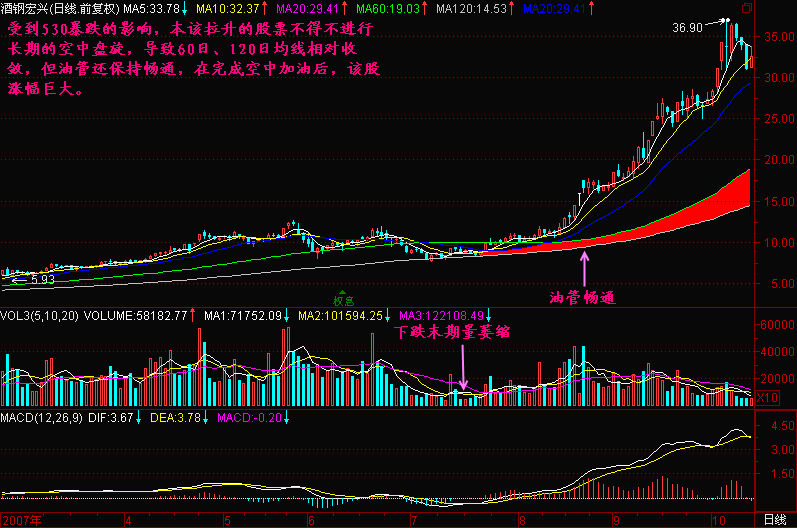 酒钢宏兴(日线.前复权) MA5:33.78↓ MA10:32.37↑ MA20:29.41↑ MA60:19.03↑ MA120:14.53↑ MA20:29.41↑
受到530暴跌的影响，本该拉升的股票不得不进行
长期的空中盘旋，导致60日、120日均线相对收
敛，但油管还保持畅通，在完成空中加油后，该股
涨幅巨大。
36.90
35.00
30.00
25.00
20.00
15.00
10.00
5.00
5.93
油管畅通
权息
VOL3(5,10,20) VOLUME:58182.77↑ MA1:71752.09↓ MA2:101594.25↓ MA3:122108.49↓
下跌末期量萎缩
60000
40000
20000
X10
MACD(12,26,9) DIF:3.67↓ DEA:3.78↓ MACD:-0.20↓
4.50
3.00
1.50
2007年 4 5 6 7 8 9 10 日线